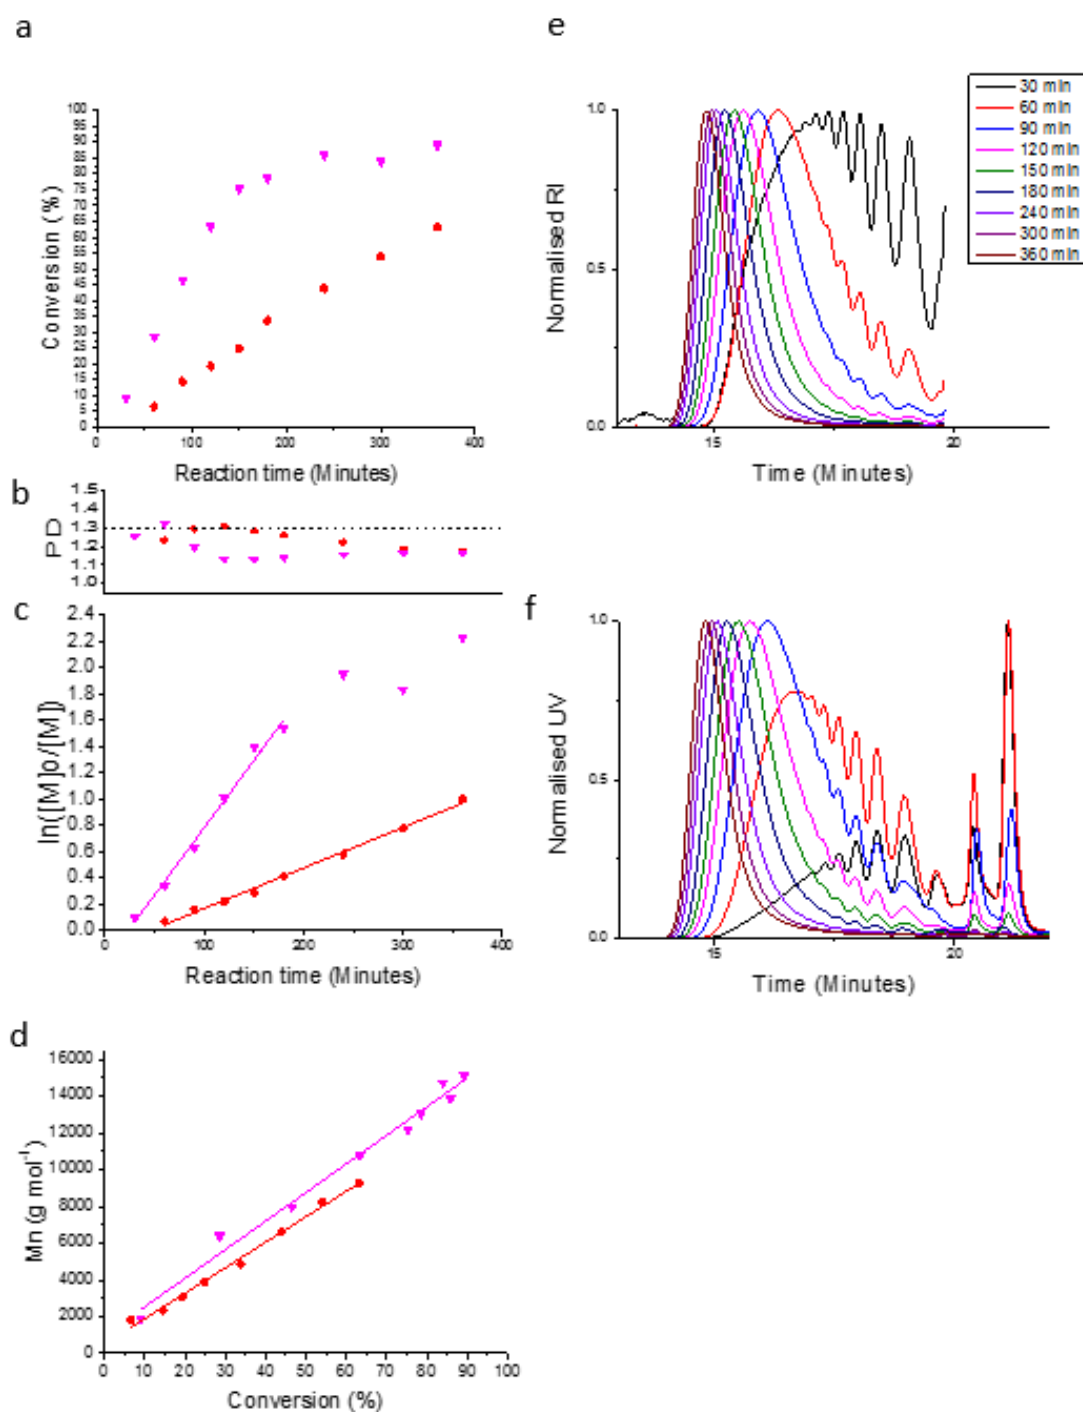 a
100
95
90
85
80
75
70
65
60
55
50
45
40
35
30
25
20
15
10
5
0
Conversion (%)
0 100 200 300 400
Reaction time (Minutes)
b
1.5
1.4
1.3
1.2
1.1
1.0
PD
c
2.4
2.2
2.0
1.8
1.6
1.4
1.2
1.0
0.8
0.6
0.4
0.2
0.0
ln([M]o/[M])
100 200 300 400
Reaction time (Minutes)
d
16000
14000
12000
10000
8000
6000
4000
2000
0
Mn (g mol⁻¹)
0 10 20 30 40 50 60 70 80 90 100
Conversion (%)
e
30 min
60 min
90 min
120 min
150 min
180 min
240 min
300 min
360 min
1.0
0.5
0.0
Normalised RI
15 20
Time (Minutes)
f
1.0
0.5
0.0
Normalised UV
15 20
Time (Minutes)